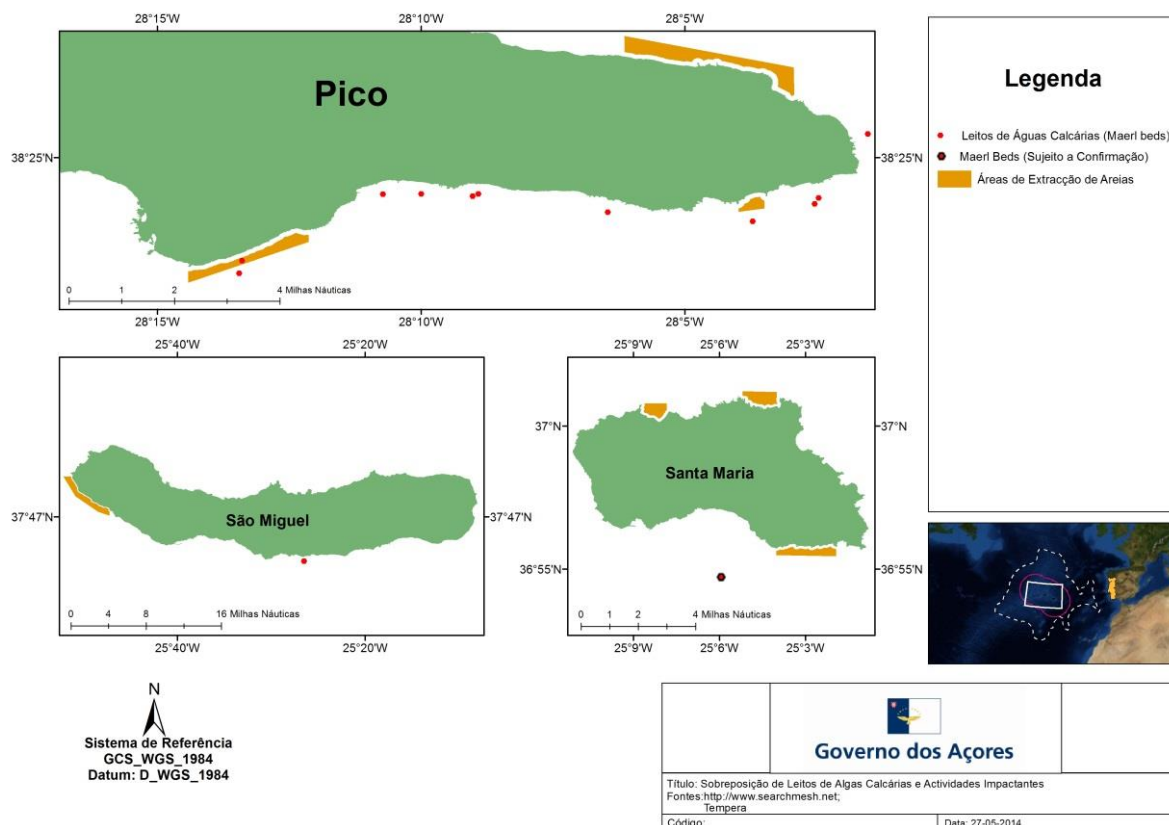 28°15'W
28°10'W
28°5'W
Pico
38°25'N
38°25'N
0 1 2 4 Milhas Náuticas
28°15'W
28°10'W
28°5'W
Legenda
Leitos de Águas Calcárias (Maerl beds)
Maerl Beds (Sujeito a Confirmação)
Áreas de Extracção de Areias
25°40'W
25°20'W
37°47'N
37°47'N
São Miguel
0 4 8 16 Milhas Náuticas
25°40'W
25°20'W
25°9'W
25°6'W
25°3'W
37°N
37°N
Santa Maria
36°55'N
36°55'N
0 1 2 4 Milhas Náuticas
25°9'W
25°6'W
25°3'W
N
Sistema de Referência
GCS_WGS_1984
Datum: D_WGS_1984
Governo dos Açores
Título: Sobreposição de Leitos de Algas Calcárias e Actividades Impactantes
Fontes:http://www.searchmesh.net;
Tempera
Código:
Data: 27-05-2014